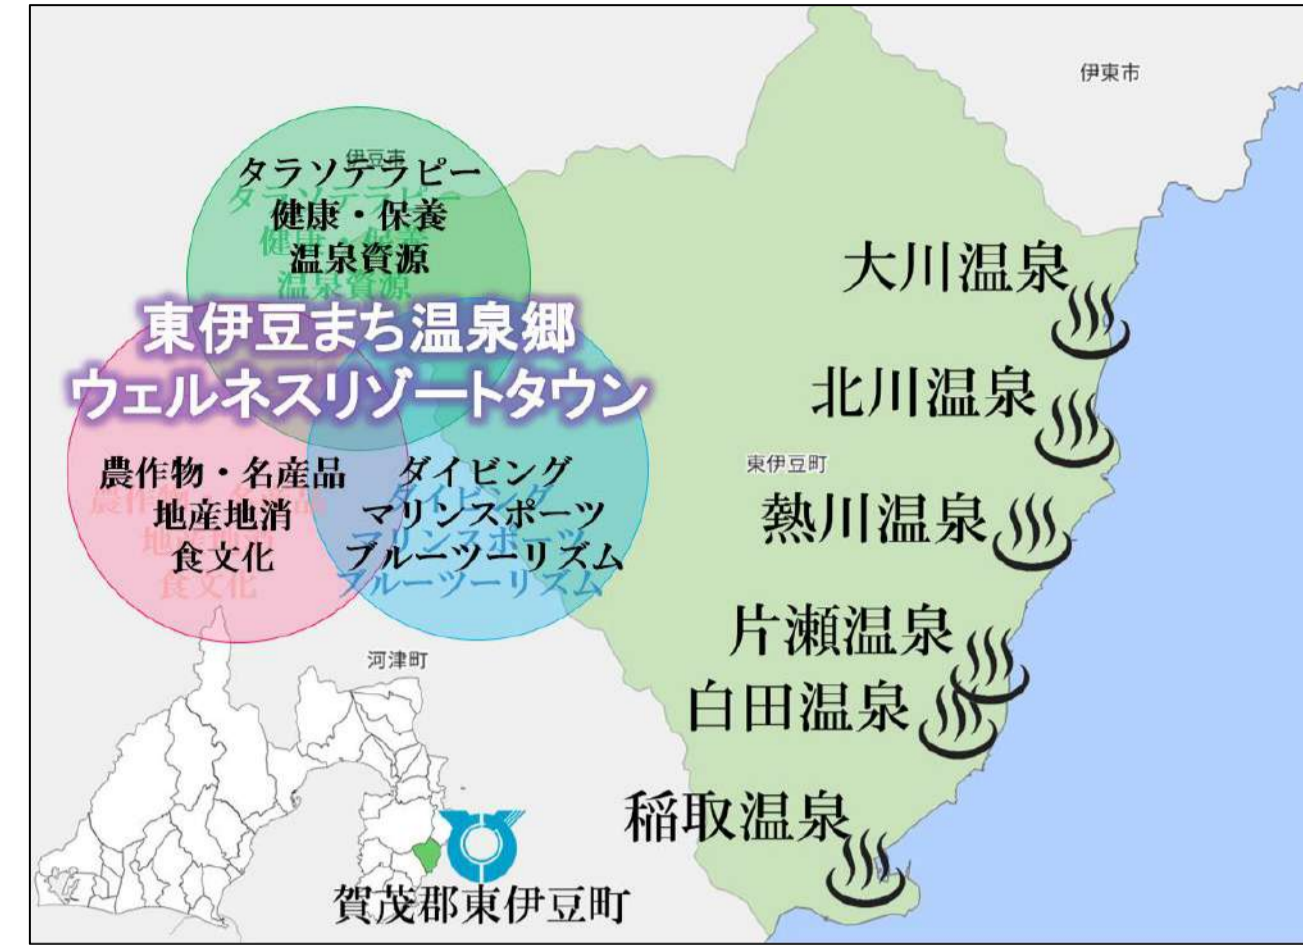 伊東市
伊豆市
タラソテラピー
健康・保養
温泉資源
東伊豆まち温泉郷
ウェルネスリゾートタウン
農作物・名産品
地産地消
食文化
ダイビング
マリンスポーツ
ブルーツーリズム
大川温泉
北川温泉
東伊豆町
熱川温泉
片瀬温泉
白田温泉
稲取温泉
河津町
賀茂郡東伊豆町